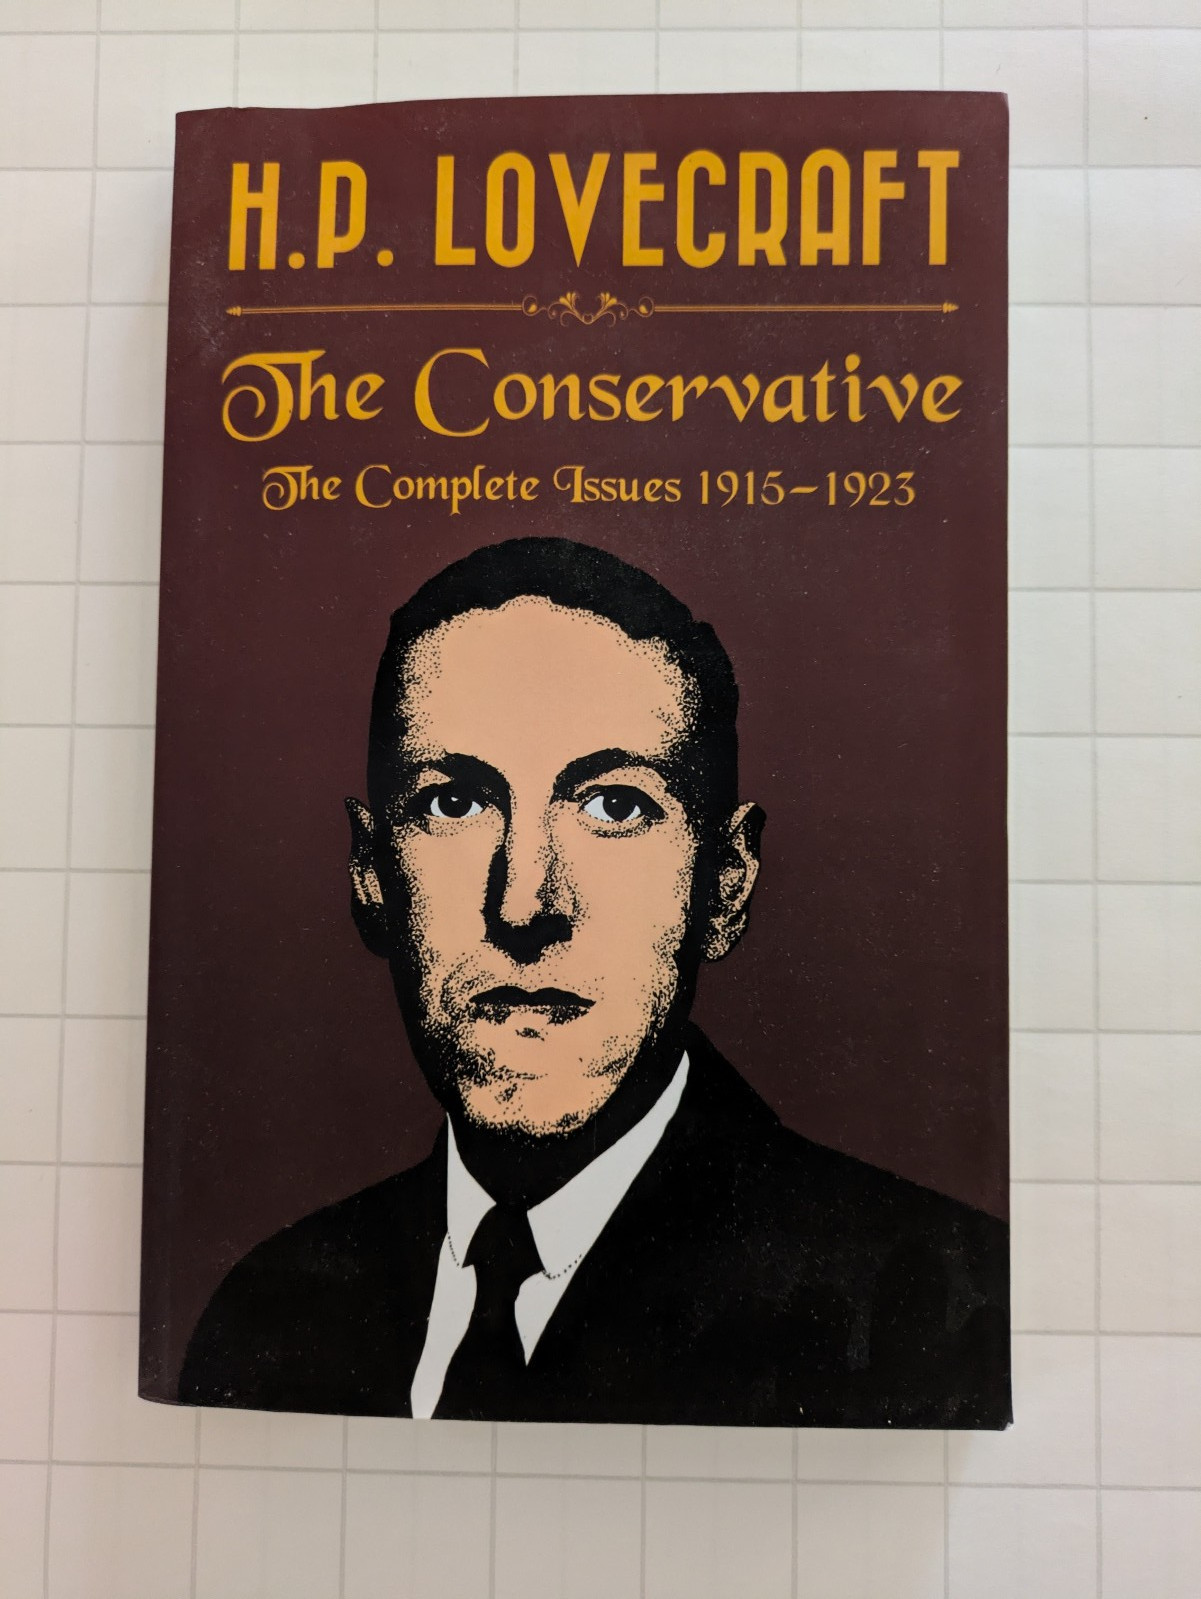 H.P. LOVECRAFT
The Conservative
The Complete Issues 1915–1923